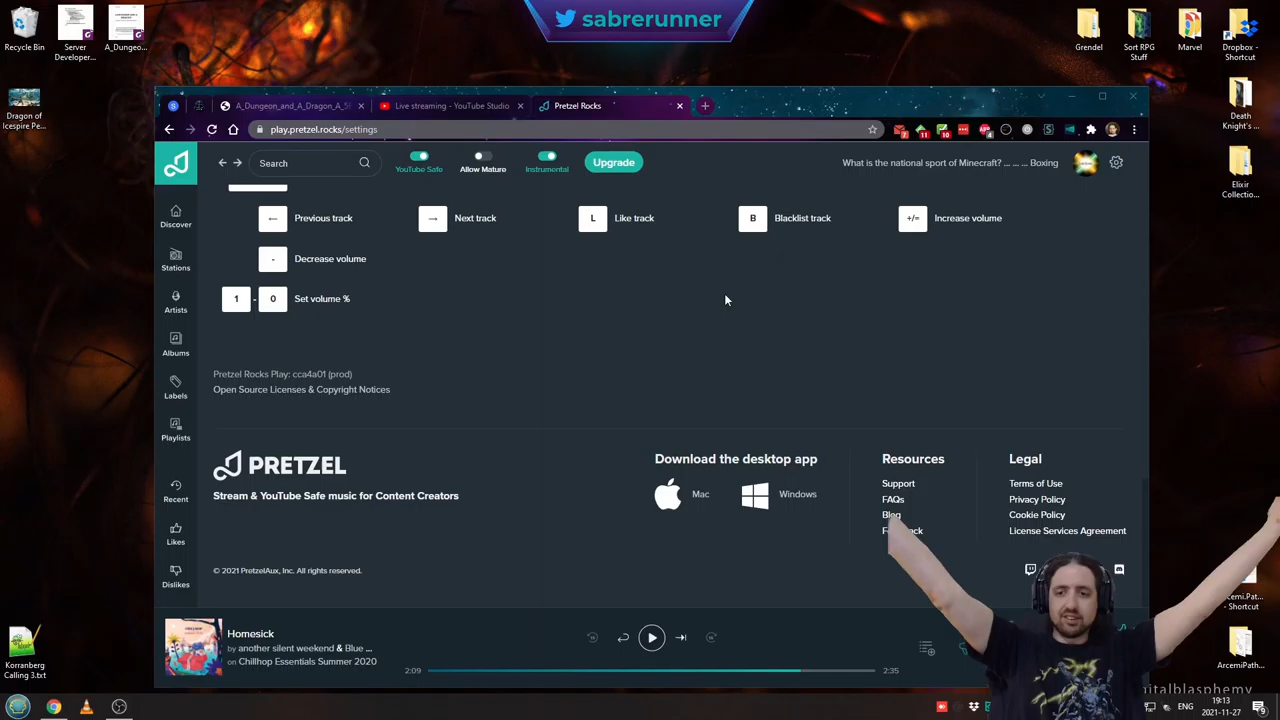 sabrerunner
Recycle Bin
Server
Developer...
A_Dungeo...
Dragon of
Icespire Pe...
Korranberg
Calling 3.txt
Grendel
Sort RPG
Stuff
Marvel
Dropbox -
Shortcut
Death
Knight's ...
Elixir
Collection...
A_Dungeon_and_A_Dragon_A_5E
Live streaming - YouTube Studio
Pretzel Rocks
play.pretzel.rocks/settings
Search
YouTube Safe
Allow Mature
Instrumental
Upgrade
What is the national sport of Minecraft? ... ... Boxing
Discover
Stations
Artists
Albums
Labels
Playlists
Recent
Likes
Dislikes
← Previous track
→ Next track
L Like track
B Blacklist track
+/= Increase volume
- Decrease volume
1 - 0 Set volume %
Pretzel Rocks Play: cca4a01 (prod)
Open Source Licenses & Copyright Notices
PRETZEL
Stream & YouTube Safe music for Content Creators
Download the desktop app
Mac
Windows
Resources
Support
FAQs
Blog
Legal
Terms of Use
Privacy Policy
Cookie Policy
License Services Agreement
© 2021 PretzelAux, Inc. All rights reserved.
Homesick
by another silent weekend & Blue ...
on Chillhop Essentials Summer 2020
2:09
2:35
- Shortcut
ArcemiPath...
ENG
19:13
2021-11-27